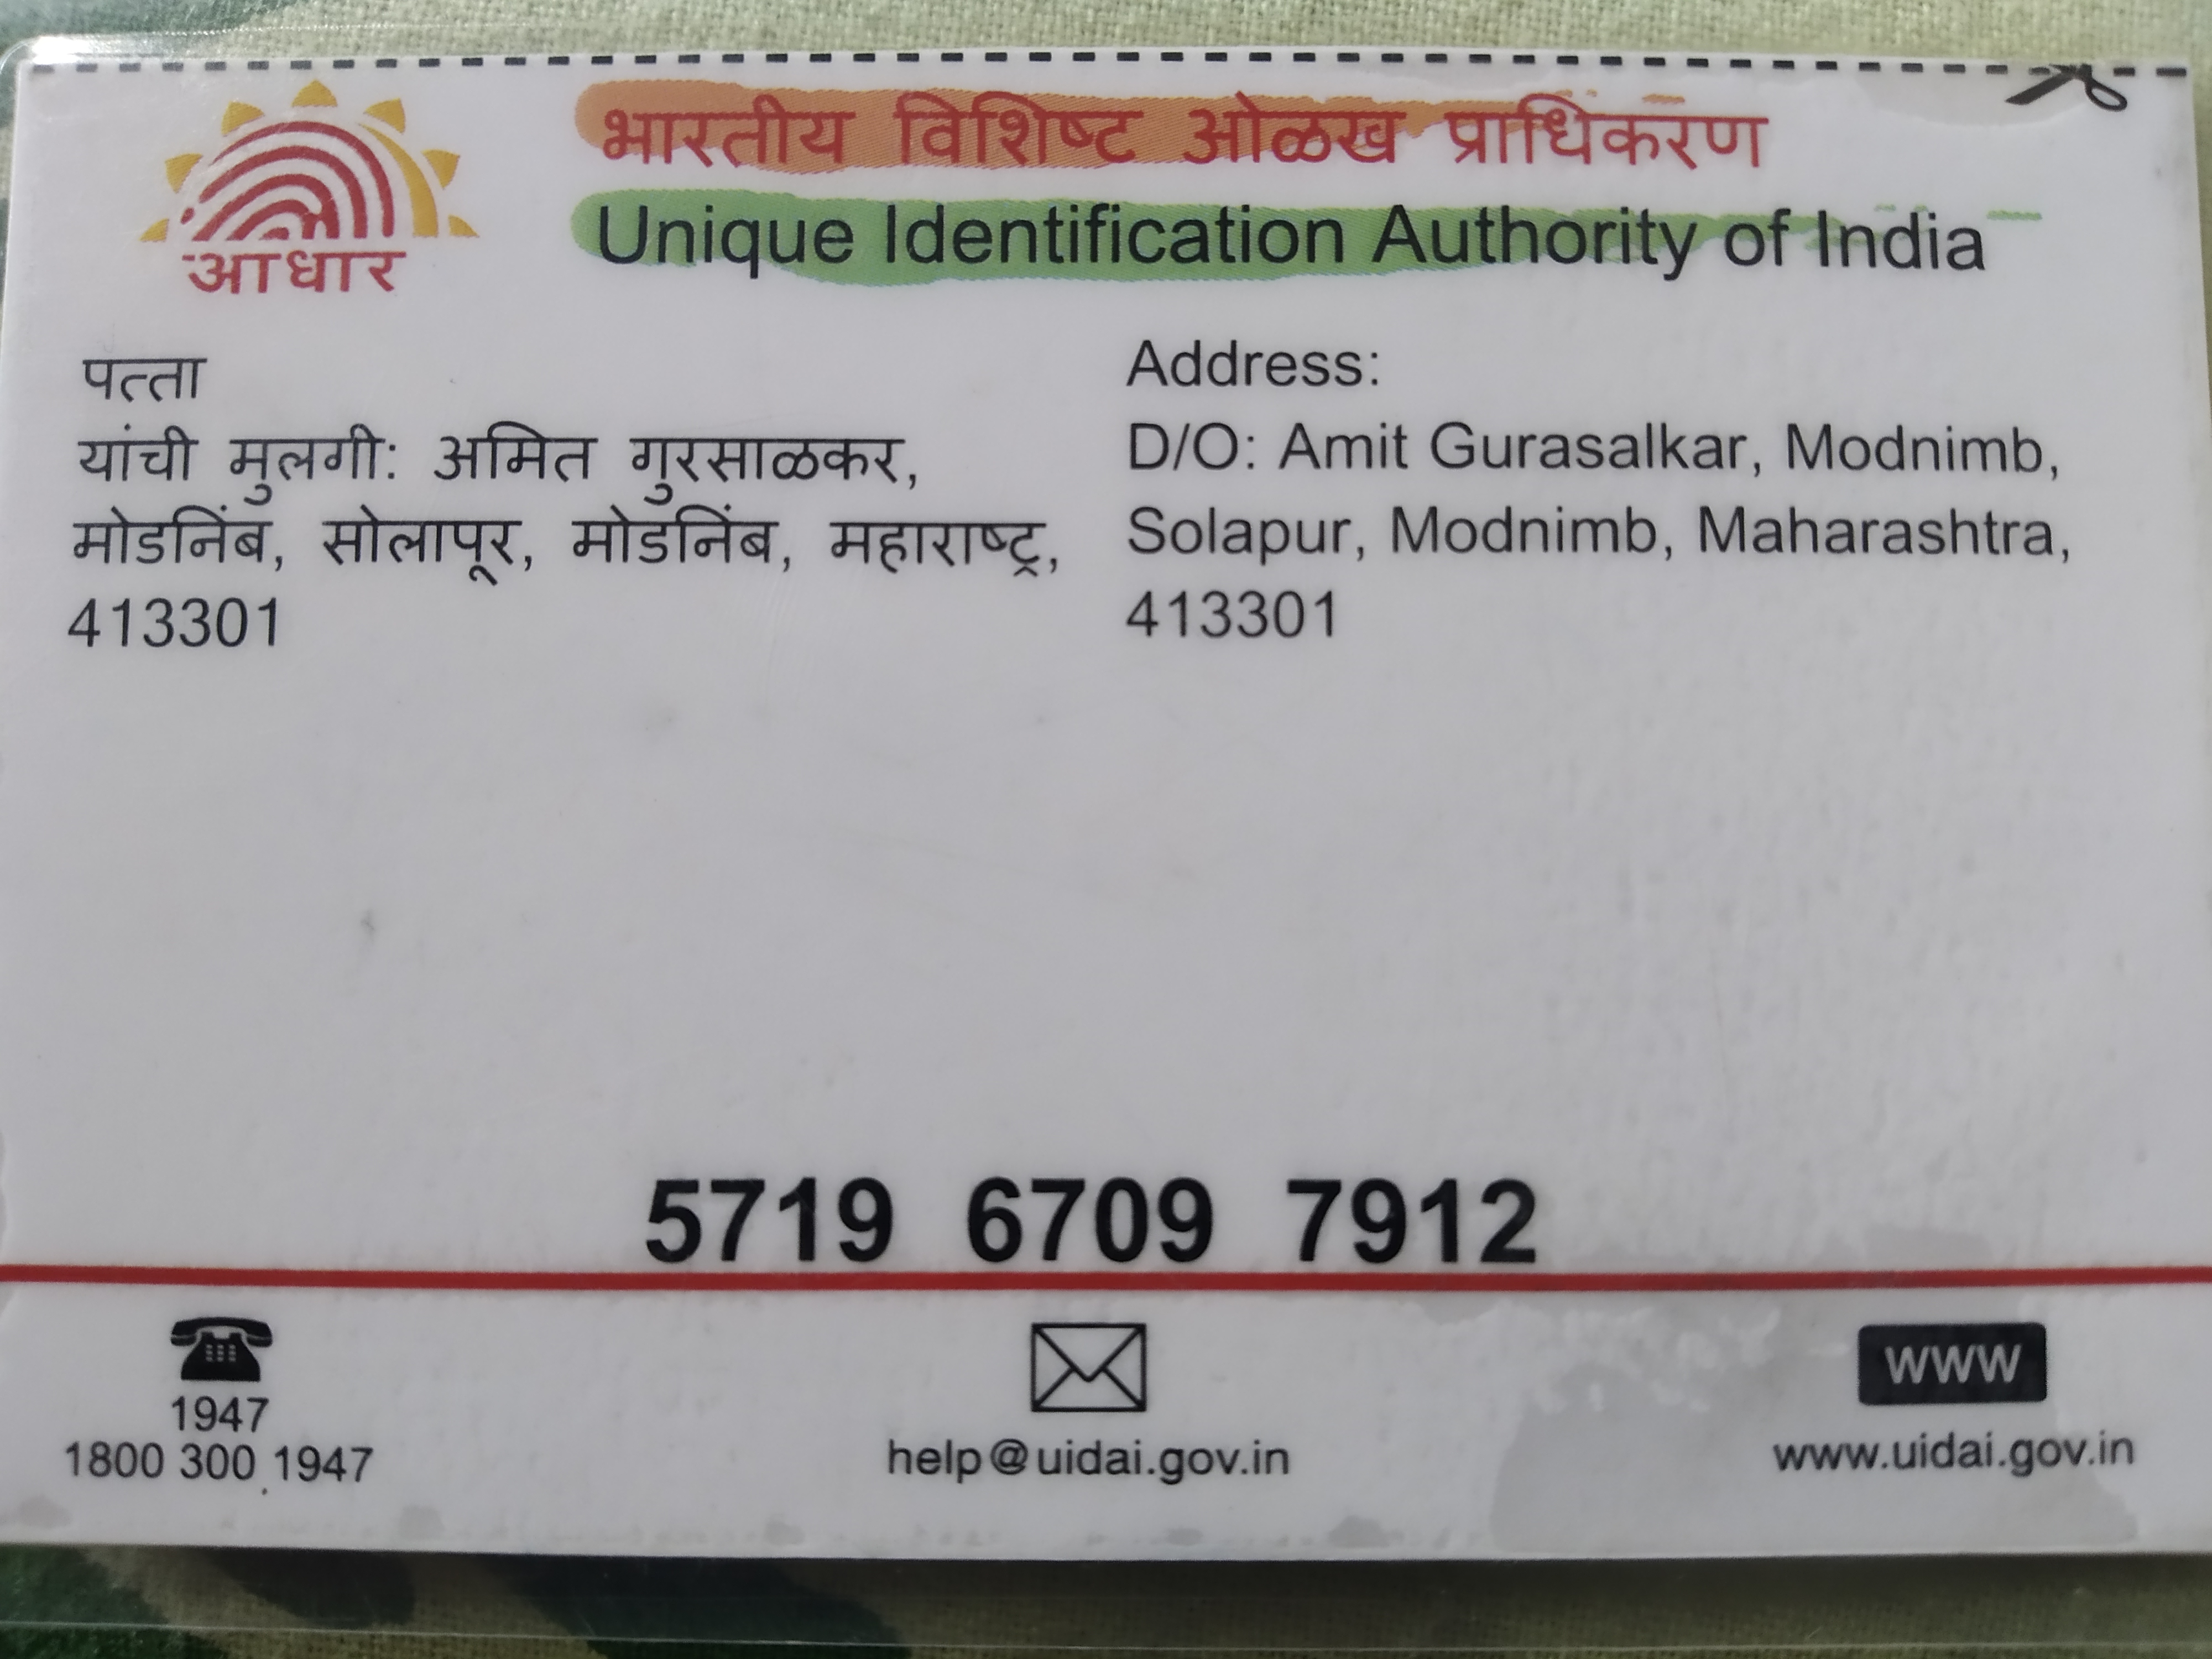 भारतीय विशिष्ट ओळख प्राधिकरण
Unique Identification Authority of India
आधार
पत्ता
यांची मुलगी: अमित गुरसाळकर,
मोडनिंब, सोलापूर, मोडनिंब, महाराष्ट्र,
413301
Address:
D/O: Amit Gurasalkar, Modnimb,
Solapur, Modnimb, Maharashtra,
413301
5719 6709 7912
1947
1800 300 1947
help@uidai.gov.in
www
www.uidai.gov.in